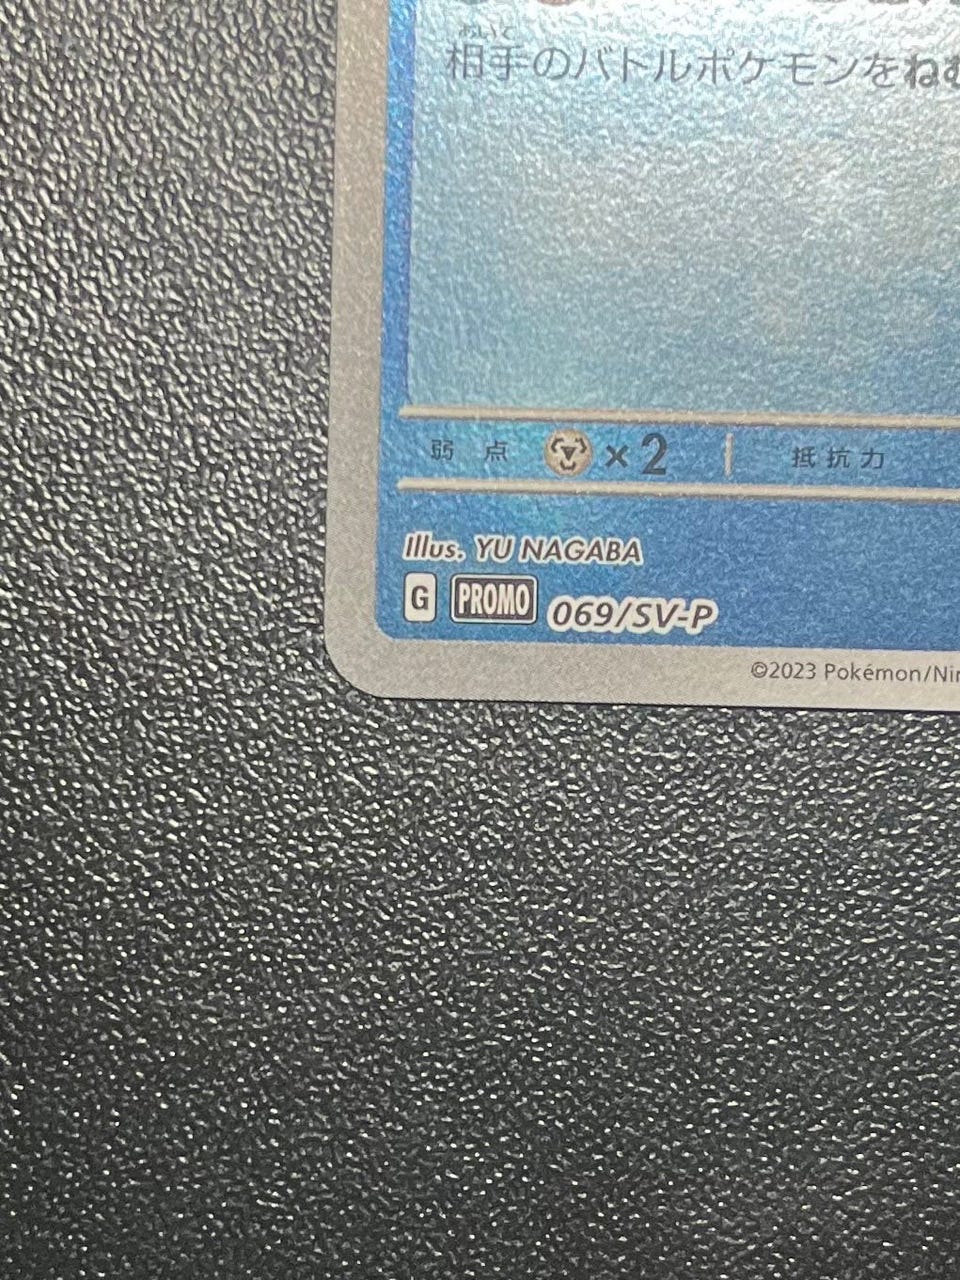 あいて
相手のバトルポケモンをねむ
弱点 ×2 抵抗力
Illus. YU NAGABA
G PROMO 069/SV-P
©2023 Pokémon/Nin